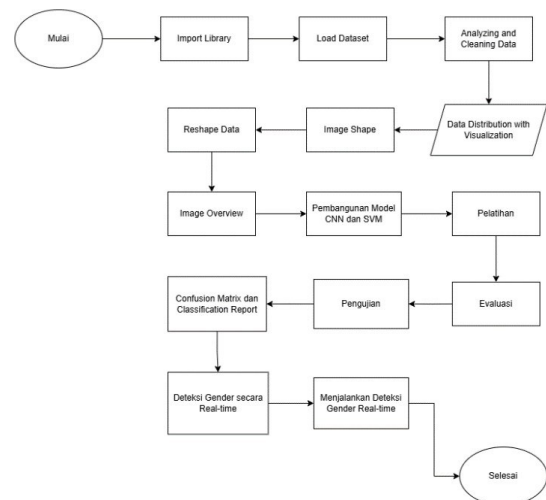 Mulai
Import Library
Load Dataset
Analyzing and
Cleaning Data
Data Distribution with
Visualization
Image Shape
Reshape Data
Image Overview
Pembangunan Model
CNN dan SVM
Pelatihan
Evaluasi
Pengujian
Confusion Matrix dan
Classification Report
Deteksi Gender secara
Real-time
Menjalankan Deteksi
Gender Real-time
Selesai